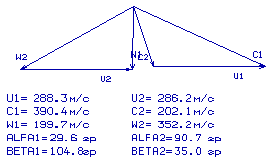 W2 W1 C2 C1
U2 U1
U1= 288.3м/с U2= 286.2м/с
C1= 390.4м/с C2= 202.1м/с
W1= 199.7м/с W2= 352.2м/с
ALFA1=29.6 гр ALFA2=90.7 гр
BETA1=104.8гр BETA2=35.0 гр